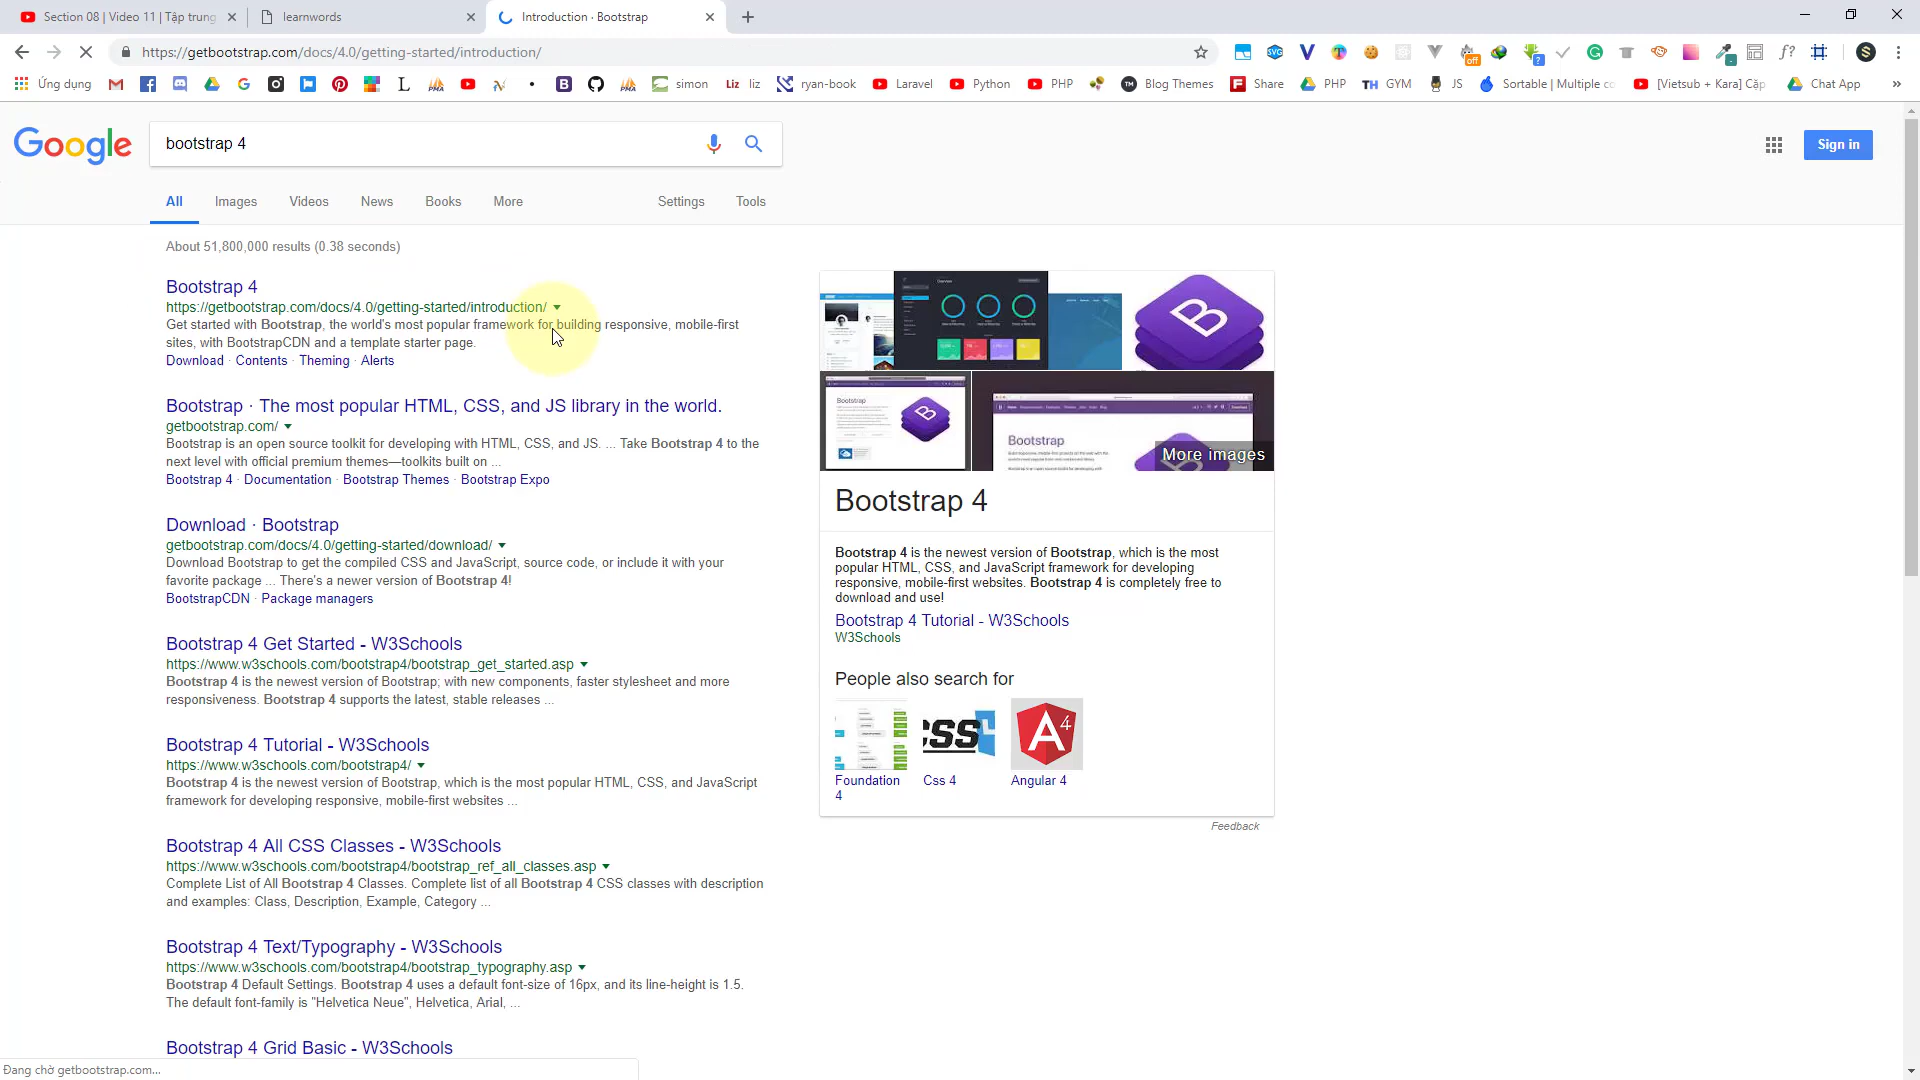 Section 08 | Video 11 | Tập trung
learnwords
Introduction · Bootstrap
https://getbootstrap.com/docs/4.0/getting-started/introduction/
off
?
S
f?
Ứng dụng
simon
Liz liz
ryan-book
Laravel
Python
PHP
Blog Themes
Share
PHP
TH GYM
JS
Sortable | Multiple co
[Vietsub + Kara] Cặp
Chat App
»
Google
bootstrap 4
Sign in
All
Images
Videos
News
Books
More
Settings
Tools
About 51,800,000 results (0.38 seconds)
Bootstrap 4
https://getbootstrap.com/docs/4.0/getting-started/introduction/
Get started with Bootstrap, the world's most popular framework for building responsive, mobile-first
sites, with BootstrapCDN and a template starter page.
Download · Contents · Theming · Alerts
Bootstrap · The most popular HTML, CSS, and JS library in the world.
getbootstrap.com/
Bootstrap is an open source toolkit for developing with HTML, CSS, and JS. ... Take Bootstrap 4 to the
next level with official premium themes—toolkits built on ...
Bootstrap 4 · Documentation · Bootstrap Themes · Bootstrap Expo
Download · Bootstrap
getbootstrap.com/docs/4.0/getting-started/download/
Download Bootstrap to get the compiled CSS and JavaScript, source code, or include it with your
favorite package ... There's a newer version of Bootstrap 4!
BootstrapCDN · Package managers
Bootstrap 4 Get Started - W3Schools
https://www.w3schools.com/bootstrap4/bootstrap_get_started.asp
Bootstrap 4 is the newest version of Bootstrap; with new components, faster stylesheet and more
responsiveness. Bootstrap 4 supports the latest, stable releases ...
Bootstrap 4 Tutorial - W3Schools
https://www.w3schools.com/bootstrap4/
Bootstrap 4 is the newest version of Bootstrap, which is the most popular HTML, CSS, and JavaScript
framework for developing responsive, mobile-first websites ...
Bootstrap 4 All CSS Classes - W3Schools
https://www.w3schools.com/bootstrap4/bootstrap_ref_all_classes.asp
Complete List of All Bootstrap 4 Classes. Complete list of all Bootstrap 4 CSS classes with description
and examples: Class, Description, Example, Category ...
Bootstrap 4 Text/Typography - W3Schools
https://www.w3schools.com/bootstrap4/bootstrap_typography.asp
Bootstrap 4 Default Settings. Bootstrap 4 uses a default font-size of 16px, and its line-height is 1.5.
The default font-family is "Helvetica Neue", Helvetica, Arial, ...
Bootstrap 4 Grid Basic - W3Schools
Bootstrap
Bootstrap
More images
Bootstrap 4
Bootstrap 4 is the newest version of Bootstrap, which is the most
popular HTML, CSS, and JavaScript framework for developing
responsive, mobile-first websites. Bootstrap 4 is completely free to
download and use!
Bootstrap 4 Tutorial - W3Schools
W3Schools
People also search for
Foundation
4
Css 4
Angular 4
Feedback
Đang chờ getbootstrap.com...